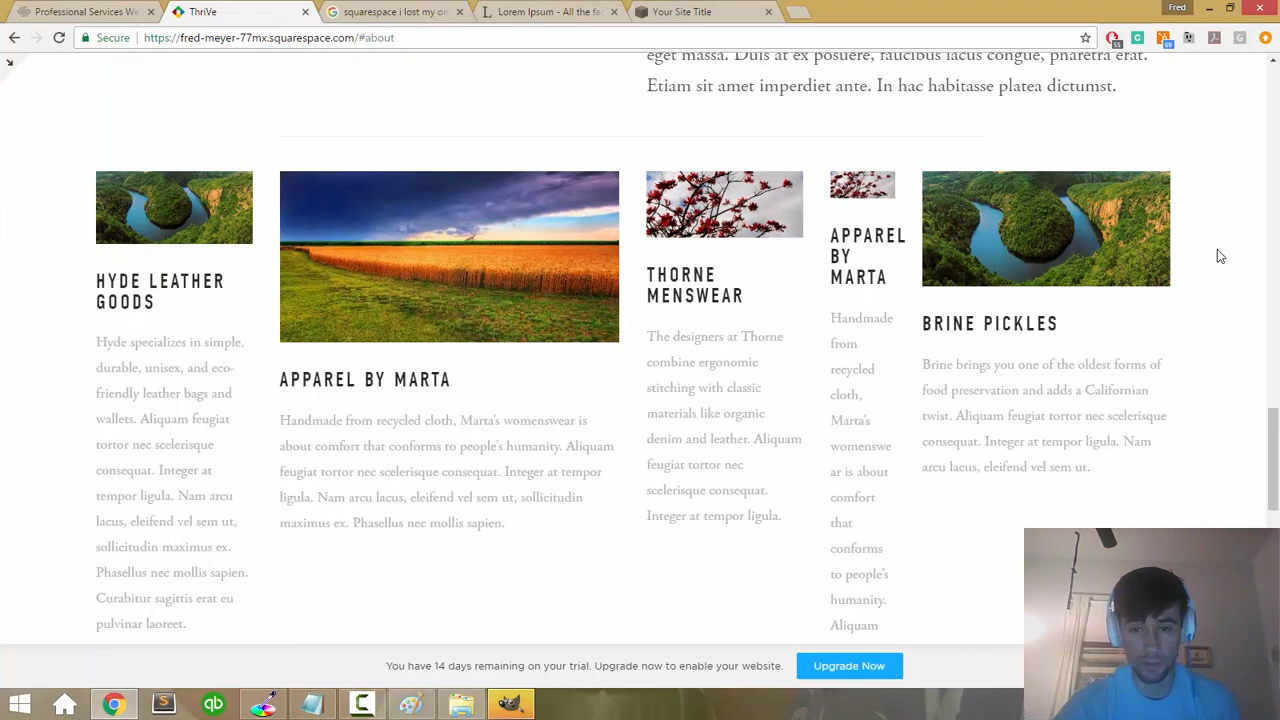 Professional Services We
ThriVe
squarespace i lost my or
Lorem Ipsum - All the fa
Your Site Title
Fred
Secure
https://fred-meyer-77mx.squarespace.com/#about
eget massa. Duis at ex posuere, faucibus lacus congue, pharetra erat.
Etiam sit amet imperdiet ante. In hac habitasse platea dictumst.
HYDE LEATHER
GOODS
Hyde specializes in simple,
durable, unisex, and eco-
friendly leather bags and
wallets. Aliquam feugiat
tortor nec scelerisque
consequat. Integer at
tempor ligula. Nam arcu
lacus, eleifend vel sem ut,
sollicitudin maximus ex.
Phasellus nec mollis sapien.
Curabitur sagittis erat eu
pulvinar laoreet.
APPAREL BY MARTA
Handmade from recycled cloth, Marta's womenswear is
about comfort that conforms to people's humanity. Aliquam
feugiat tortor nec scelerisque consequat. Integer at tempor
ligula. Nam arcu lacus, eleifend vel sem ut, sollicitudin
maximus ex. Phasellus nec mollis sapien.
THORNE
MENSWEAR
The designers at Thorne
combine ergonomic
stitching with classic
materials like organic
denim and leather. Aliquam
feugiat tortor nec
scelerisque consequat.
Integer at tempor ligula.
APPAREL
BY
MARTA
Handmade
from
recycled
cloth,
Marta's
womenswe
ar is about
comfort
that
conforms
to people's
humanity.
Aliquam
BRINE PICKLES
Brine brings you one of the oldest forms of
food preservation and adds a Californian
twist. Aliquam feugiat tortor nec scelerisque
consequat. Integer at tempor ligula. Nam
arcu lacus, eleifend vel sem ut.
You have 14 days remaining on your trial. Upgrade now to enable your website.
Upgrade Now